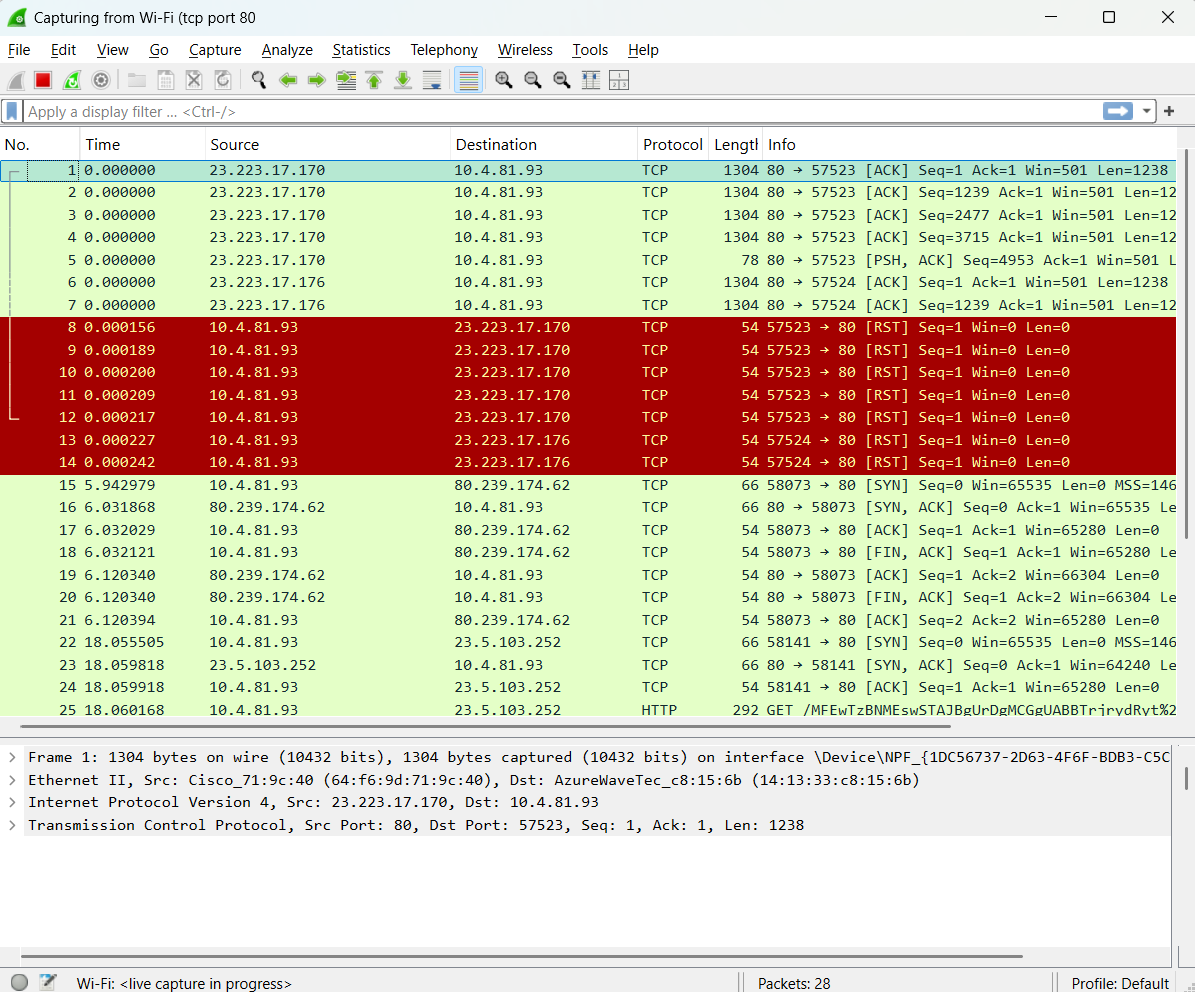 Capturing from Wi-Fi (tcp port 80
File Edit View Go Capture Analyze Statistics Telephony Wireless Tools Help
Apply a display filter ... <Ctrl-/>
No. Time Source Destination Protocol Length Info
1 0.000000 23.223.17.170 10.4.81.93 TCP 1304 80 → 57523 [ACK] Seq=1 Ack=1 Win=501 Len=1238
2 0.000000 23.223.17.170 10.4.81.93 TCP 1304 80 → 57523 [ACK] Seq=1239 Ack=1 Win=501 Len=12
3 0.000000 23.223.17.170 10.4.81.93 TCP 1304 80 → 57523 [ACK] Seq=2477 Ack=1 Win=501 Len=12
4 0.000000 23.223.17.170 10.4.81.93 TCP 1304 80 → 57523 [ACK] Seq=3715 Ack=1 Win=501 Len=12
5 0.000000 23.223.17.170 10.4.81.93 TCP 78 80 → 57523 [PSH, ACK] Seq=4953 Ack=1 Win=501 L
6 0.000000 23.223.17.176 10.4.81.93 TCP 1304 80 → 57524 [ACK] Seq=1 Ack=1 Win=501 Len=1238
7 0.000000 23.223.17.176 10.4.81.93 TCP 1304 80 → 57524 [ACK] Seq=1239 Ack=1 Win=501 Len=12
8 0.000156 10.4.81.93 23.223.17.170 TCP 54 57523 → 80 [RST] Seq=1 Win=0 Len=0
9 0.000189 10.4.81.93 23.223.17.170 TCP 54 57523 → 80 [RST] Seq=1 Win=0 Len=0
10 0.000200 10.4.81.93 23.223.17.170 TCP 54 57523 → 80 [RST] Seq=1 Win=0 Len=0
11 0.000209 10.4.81.93 23.223.17.170 TCP 54 57523 → 80 [RST] Seq=1 Win=0 Len=0
12 0.000217 10.4.81.93 23.223.17.170 TCP 54 57523 → 80 [RST] Seq=1 Win=0 Len=0
13 0.000227 10.4.81.93 23.223.17.176 TCP 54 57524 → 80 [RST] Seq=1 Win=0 Len=0
14 0.000242 10.4.81.93 23.223.17.176 TCP 54 57524 → 80 [RST] Seq=1 Win=0 Len=0
15 5.942979 10.4.81.93 80.239.174.62 TCP 66 58073 → 80 [SYN] Seq=0 Win=65535 Len=0 MSS=146
16 6.031868 80.239.174.62 10.4.81.93 TCP 66 80 → 58073 [SYN, ACK] Seq=0 Ack=1 Win=65535 Le
17 6.032029 10.4.81.93 80.239.174.62 TCP 54 58073 → 80 [ACK] Seq=1 Ack=1 Win=65280 Len=0
18 6.032121 10.4.81.93 80.239.174.62 TCP 54 58073 → 80 [FIN, ACK] Seq=1 Ack=1 Win=65280 Le
19 6.120340 80.239.174.62 10.4.81.93 TCP 54 80 → 58073 [ACK] Seq=1 Ack=2 Win=66304 Len=0
20 6.120340 80.239.174.62 10.4.81.93 TCP 54 80 → 58073 [FIN, ACK] Seq=1 Ack=2 Win=66304 Le
21 6.120394 10.4.81.93 80.239.174.62 TCP 54 58073 → 80 [ACK] Seq=2 Ack=2 Win=65280 Len=0
22 18.055505 10.4.81.93 23.5.103.252 TCP 66 58141 → 80 [SYN] Seq=0 Win=65535 Len=0 MSS=146
23 18.059818 23.5.103.252 10.4.81.93 TCP 66 80 → 58141 [SYN, ACK] Seq=0 Ack=1 Win=64240 Le
24 18.059918 10.4.81.93 23.5.103.252 TCP 54 58141 → 80 [ACK] Seq=1 Ack=1 Win=65280 Len=0
25 18.060168 10.4.81.93 23.5.103.252 HTTP 292 GET /MFEwTzBNMEswSTAJBgUrDgMCGgUABBTrjrydRyt%2
Frame 1: 1304 bytes on wire (10432 bits), 1304 bytes captured (10432 bits) on interface \Device\NPF_{1DC56737-2D63-4F6F-BDB3-C5C
Ethernet II, Src: Cisco_71:9c:40 (64:f6:9d:71:9c:40), Dst: AzureWaveTec_c8:15:6b (14:13:33:c8:15:6b)
Internet Protocol Version 4, Src: 23.223.17.170, Dst: 10.4.81.93
Transmission Control Protocol, Src Port: 80, Dst Port: 57523, Seq: 1, Ack: 1, Len: 1238
Wi-Fi: <live capture in progress> Packets: 28 Profile: Default